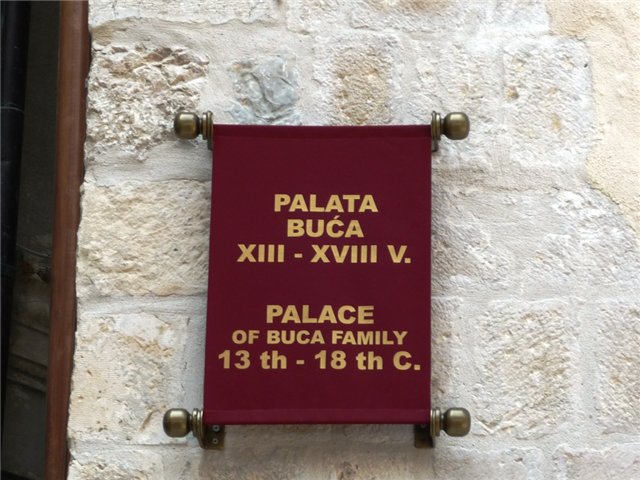 PALATA
BUĆA
XIII - XVIII V.
PALACE
OF BUCA FAMILY
13 th - 18 th C.